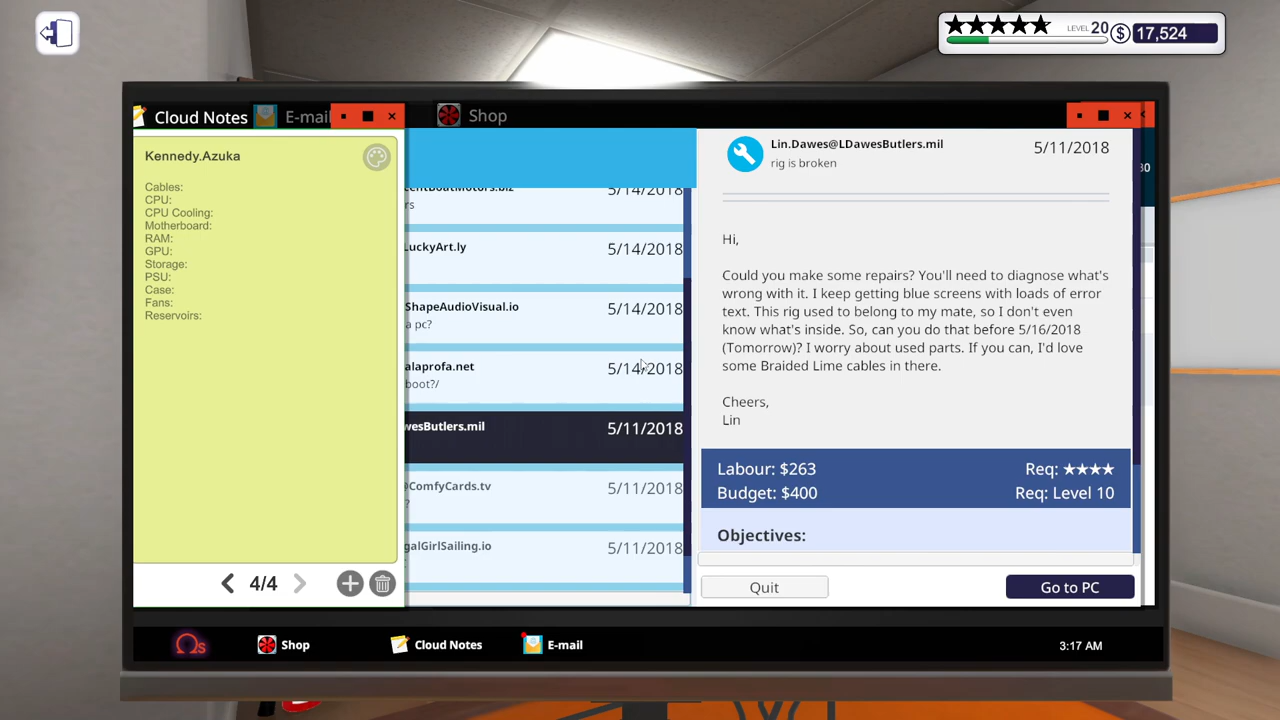 LEVEL 20
$ 17,524
Cloud Notes
E-mail
Shop
Kennedy.Azuka
Cables:
CPU:
CPU Cooling:
Motherboard:
RAM:
GPU:
Storage:
PSU:
Case:
Fans:
Reservoirs:
4/4
5/14/2018
rs
LuckyArt.ly
5/14/2018
ShapeAudioVisual.io
5/14/2018
a pc?
alaprofa.net
5/14/2018
boot?/
wesButlers.mil
5/11/2018
@ComfyCards.tv
5/11/2018
?
galGirlSailing.io
5/11/2018
Lin.Dawes@LDawesButlers.mil
5/11/2018
rig is broken
Hi,
Could you make some repairs? You'll need to diagnose what's
wrong with it. I keep getting blue screens with loads of error
text. This rig used to belong to my mate, so I don't even
know what's inside. So, can you do that before 5/16/2018
(Tomorrow)? I worry about used parts. If you can, I'd love
some Braided Lime cables in there.
Cheers,
Lin
Labour: $263
Req: ★★★★
Budget: $400
Req: Level 10
Objectives:
Quit
Go to PC
30
Ωs
Shop
Cloud Notes
E-mail
3:17 AM